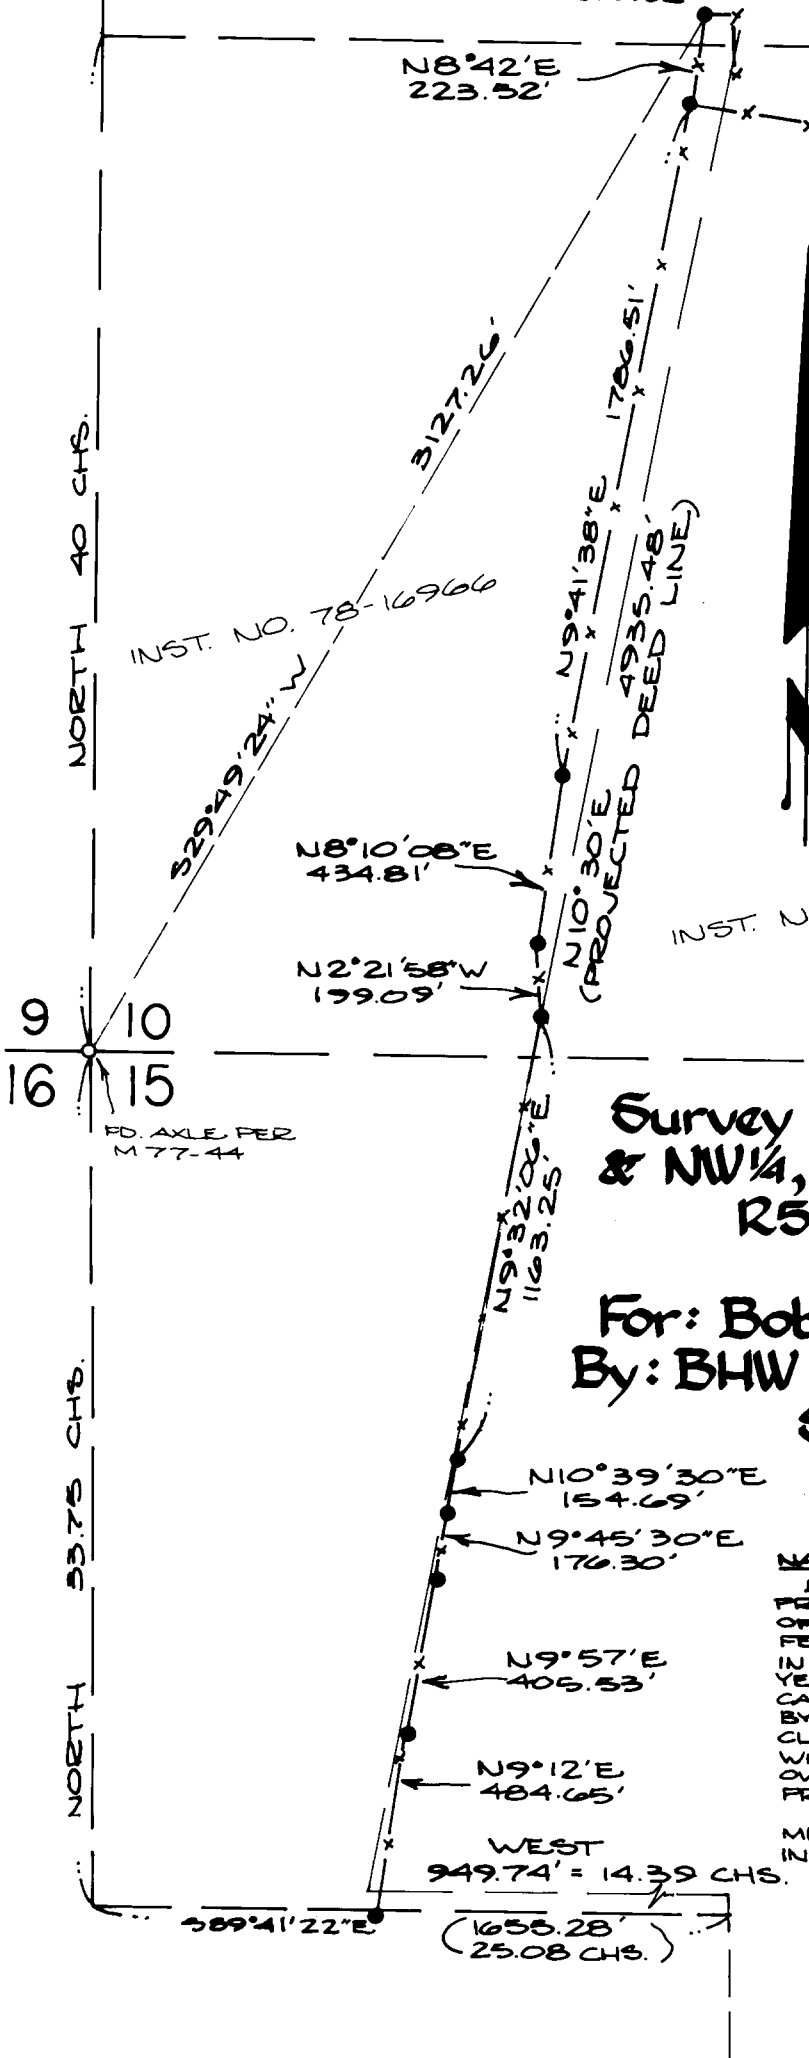 N8°42'E
223.52'
3127.26'
1786.51'
NORTH 40 CHS.
N9°41'38"E
4935.48'
(PROJECTED DEED LINE)
N10°30'E
INST. NO. 78-16966
S29°49'24"W
N8°10'08"E
434.81'
INST. N
N2°21'58"W
199.09'
9
10
16
15
FD. AXLE PER
M 77-44
N9°32'06"E
1163.25'
Survey
& NW¼,
R5
For: Bob
By: BHW
NORTH 33.75 CHS.
N10°39'30"E
154.69'
N9°45'30"E
176.30'
N9°57'E
405.53'
N9°12'E
484.65'
WEST
949.74' = 14.39 CHS.
S89°41'22"E
(1655.28'
25.08 CHS.)